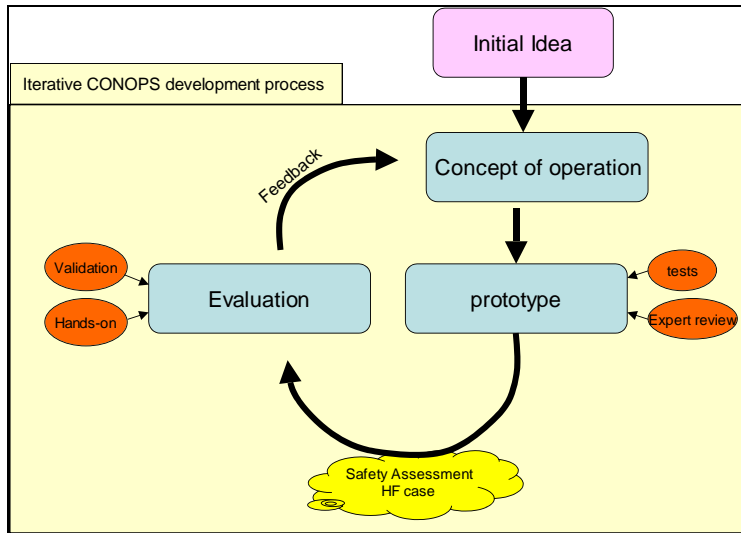 Initial Idea
Iterative CONOPS development process
Feedback
Concept of operation
Validation
Hands-on
Evaluation
prototype
tests
Expert review
Safety Assessment
HF case